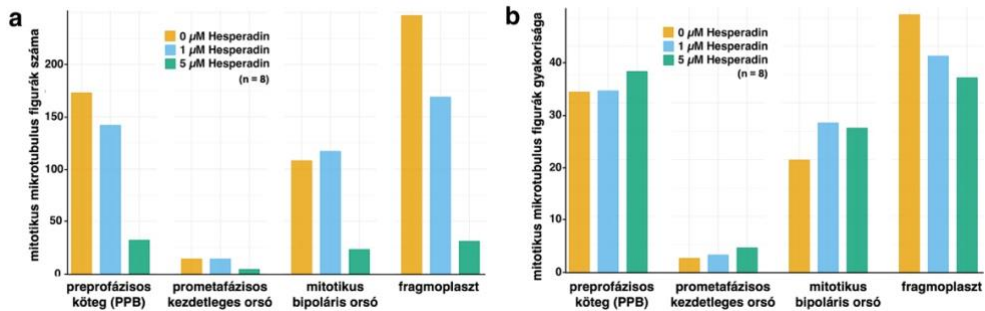 a
mitotikus mikrotubulus figurák száma
200
150
100
50
0
0 µM Hesperadin
1 µM Hesperadin
5 µM Hesperadin
(n = 8)
preprofázisos
köteg (PPB)
prometafázisos
kezdetleges orsó
mitotikus
bipoláris orsó
fragmoplaszt
b
mitotikus mikrotubulus figurák gyakorisága
40
30
20
10
0
0 µM Hesperadin
1 µM Hesperadin
5 µM Hesperadin
(n = 8)
preprofázisos
köteg (PPB)
prometafázisos
kezdetleges orsó
mitotikus
bipoláris orsó
fragmoplaszt